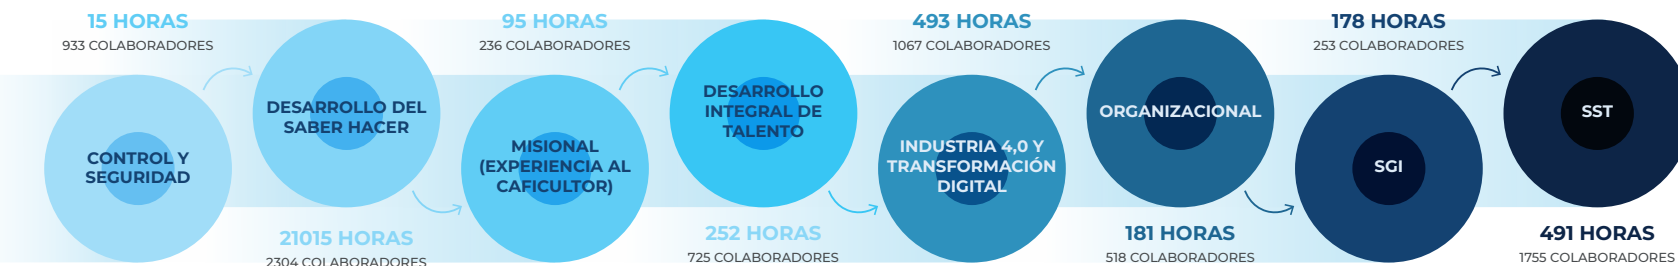 15 HORAS
933 COLABORADORES
CONTROL Y
SEGURIDAD
DESARROLLO DEL
SABER HACER
21015 HORAS
2304 COLABORADORES
95 HORAS
236 COLABORADORES
MISIONAL
(EXPERIENCIA AL
CAFICULTOR)
DESARROLLO
INTEGRAL DE
TALENTO
252 HORAS
725 COLABORADORES
493 HORAS
1067 COLABORADORES
INDUSTRIA 4,0 Y
TRANSFORMACIÓN
DIGITAL
ORGANIZACIONAL
181 HORAS
518 COLABORADORES
178 HORAS
253 COLABORADORES
SGI
SST
491 HORAS
1755 COLABORADORES